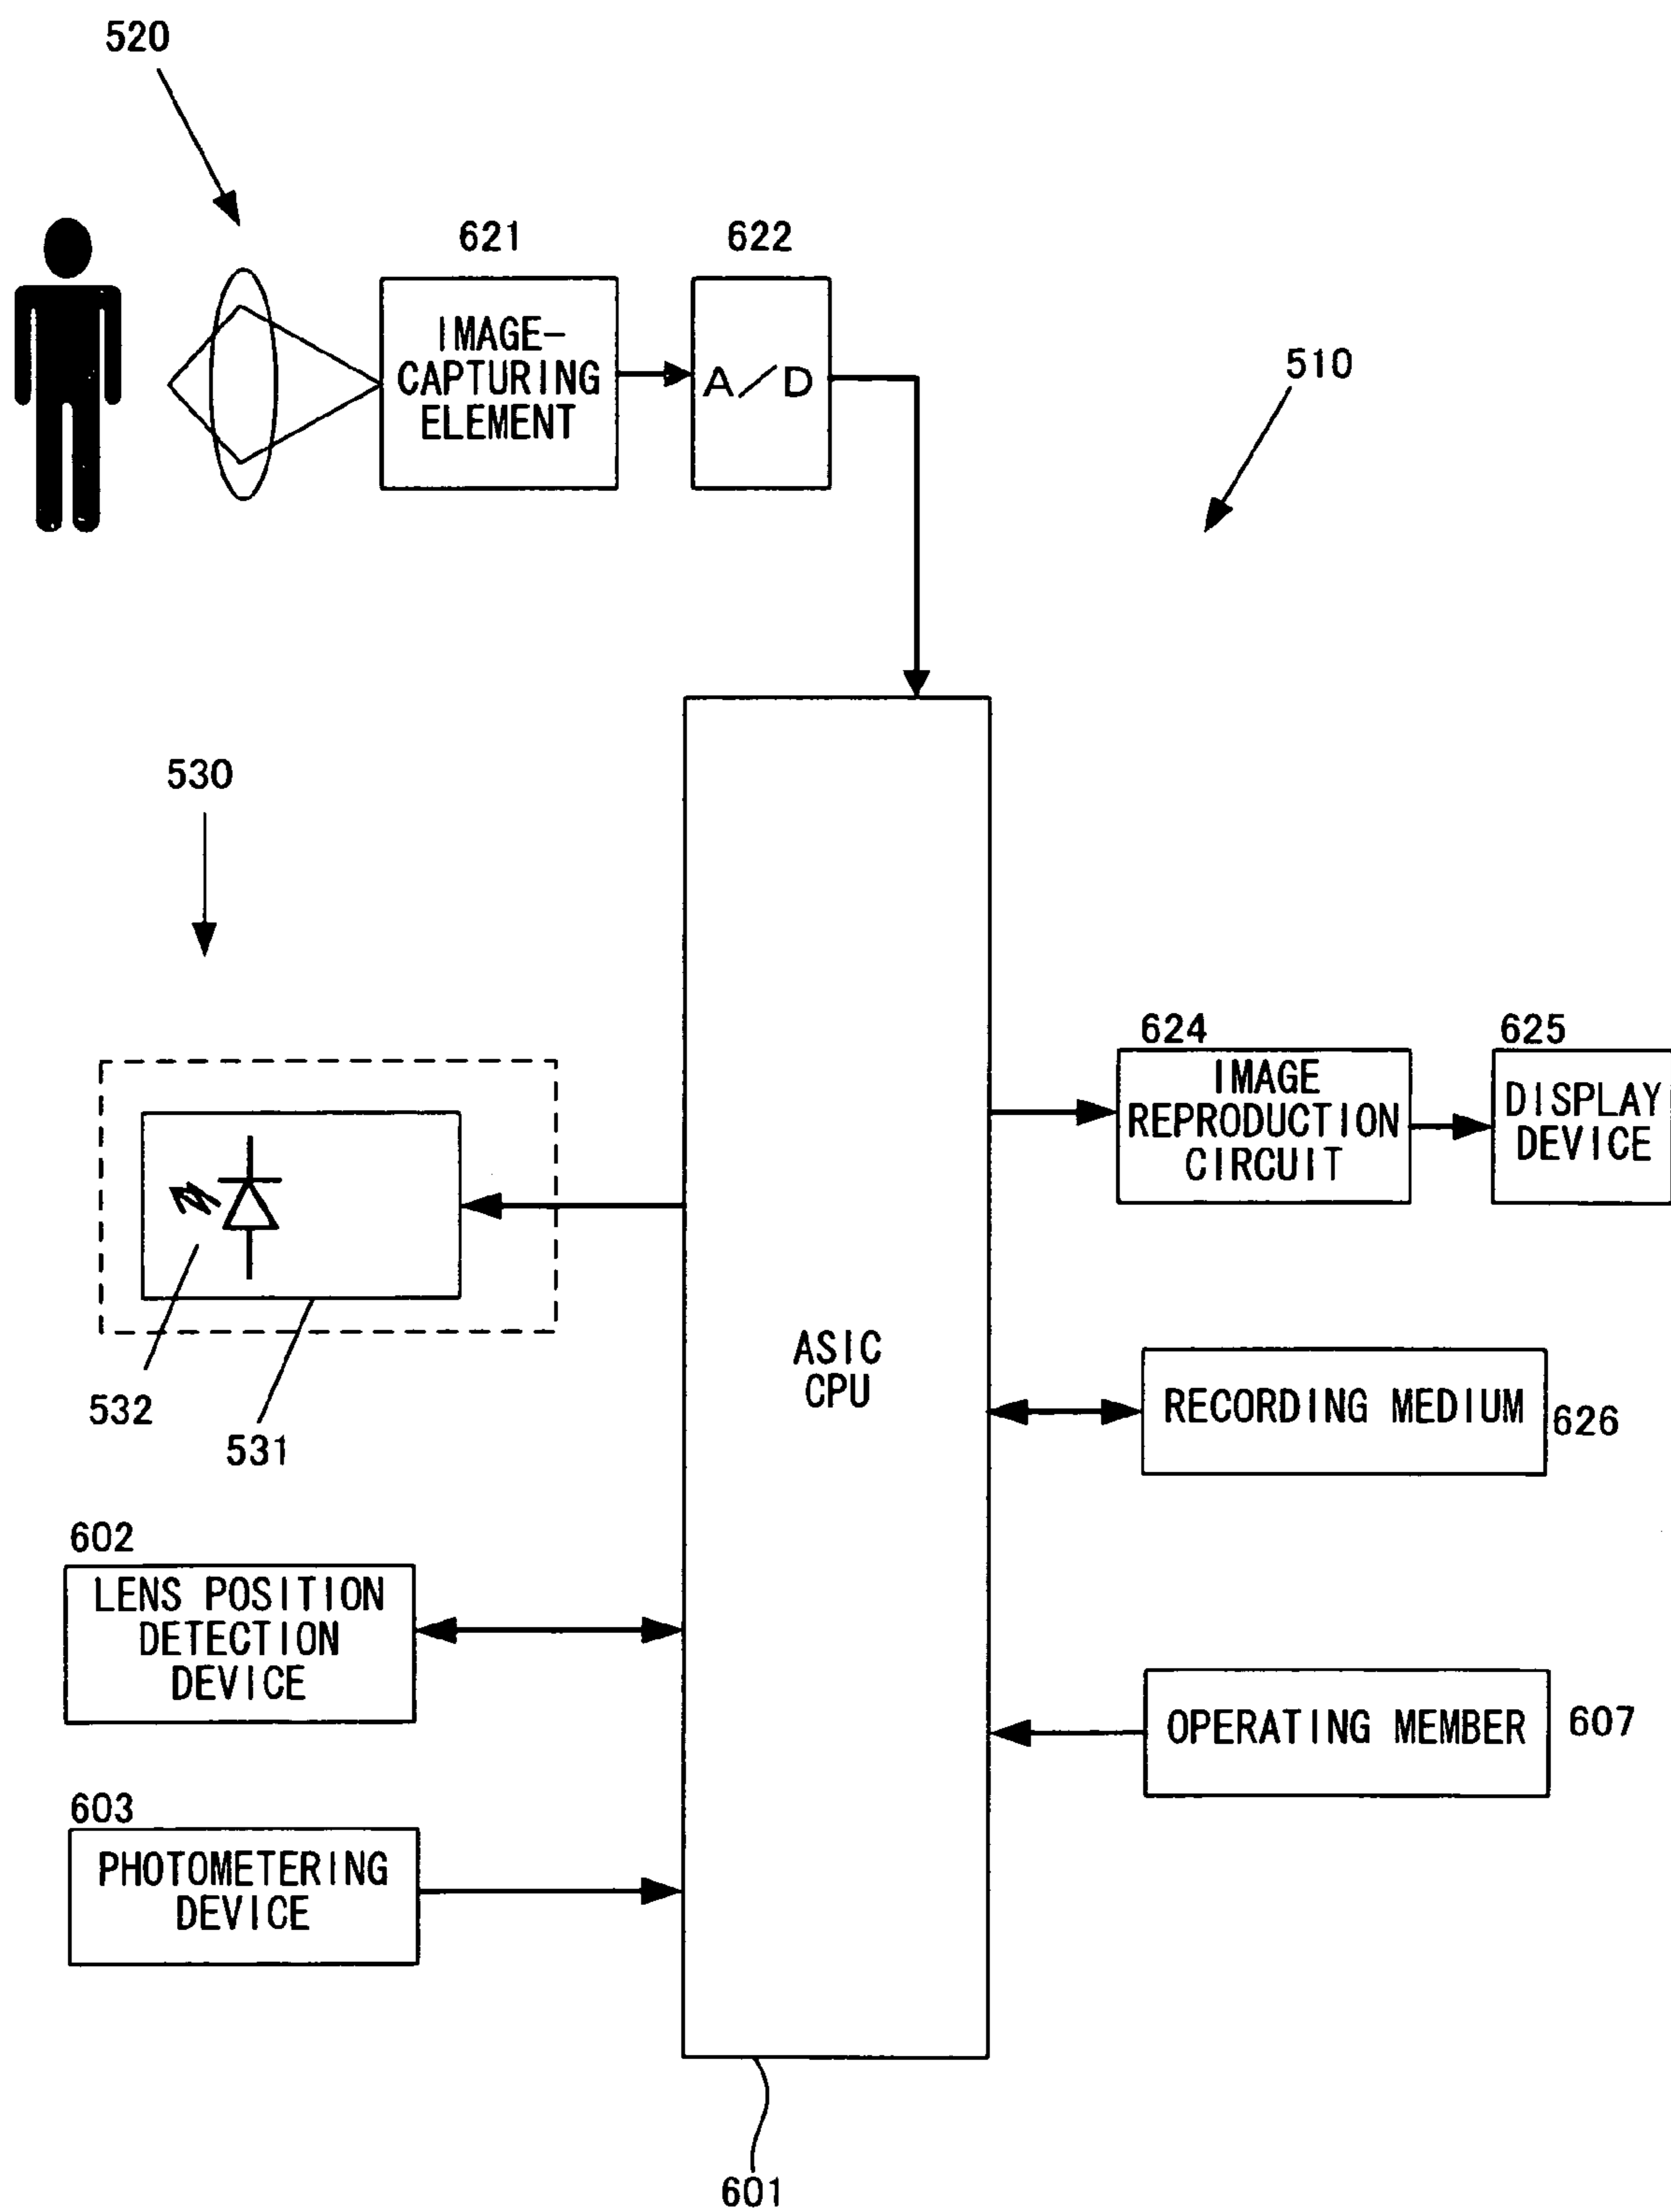 520
621
622
IMAGE-
CAPTURING
ELEMENT
A/D
510
530
624
625
IMAGE
REPRODUCTION
CIRCUIT
DISPLAY
DEVICE
532
531
ASIC
CPU
RECORDING MEDIUM
626
602
LENS POSITION
DETECTION
DEVICE
OPERATING MEMBER
607
603
PHOTOMETERING
DEVICE
601